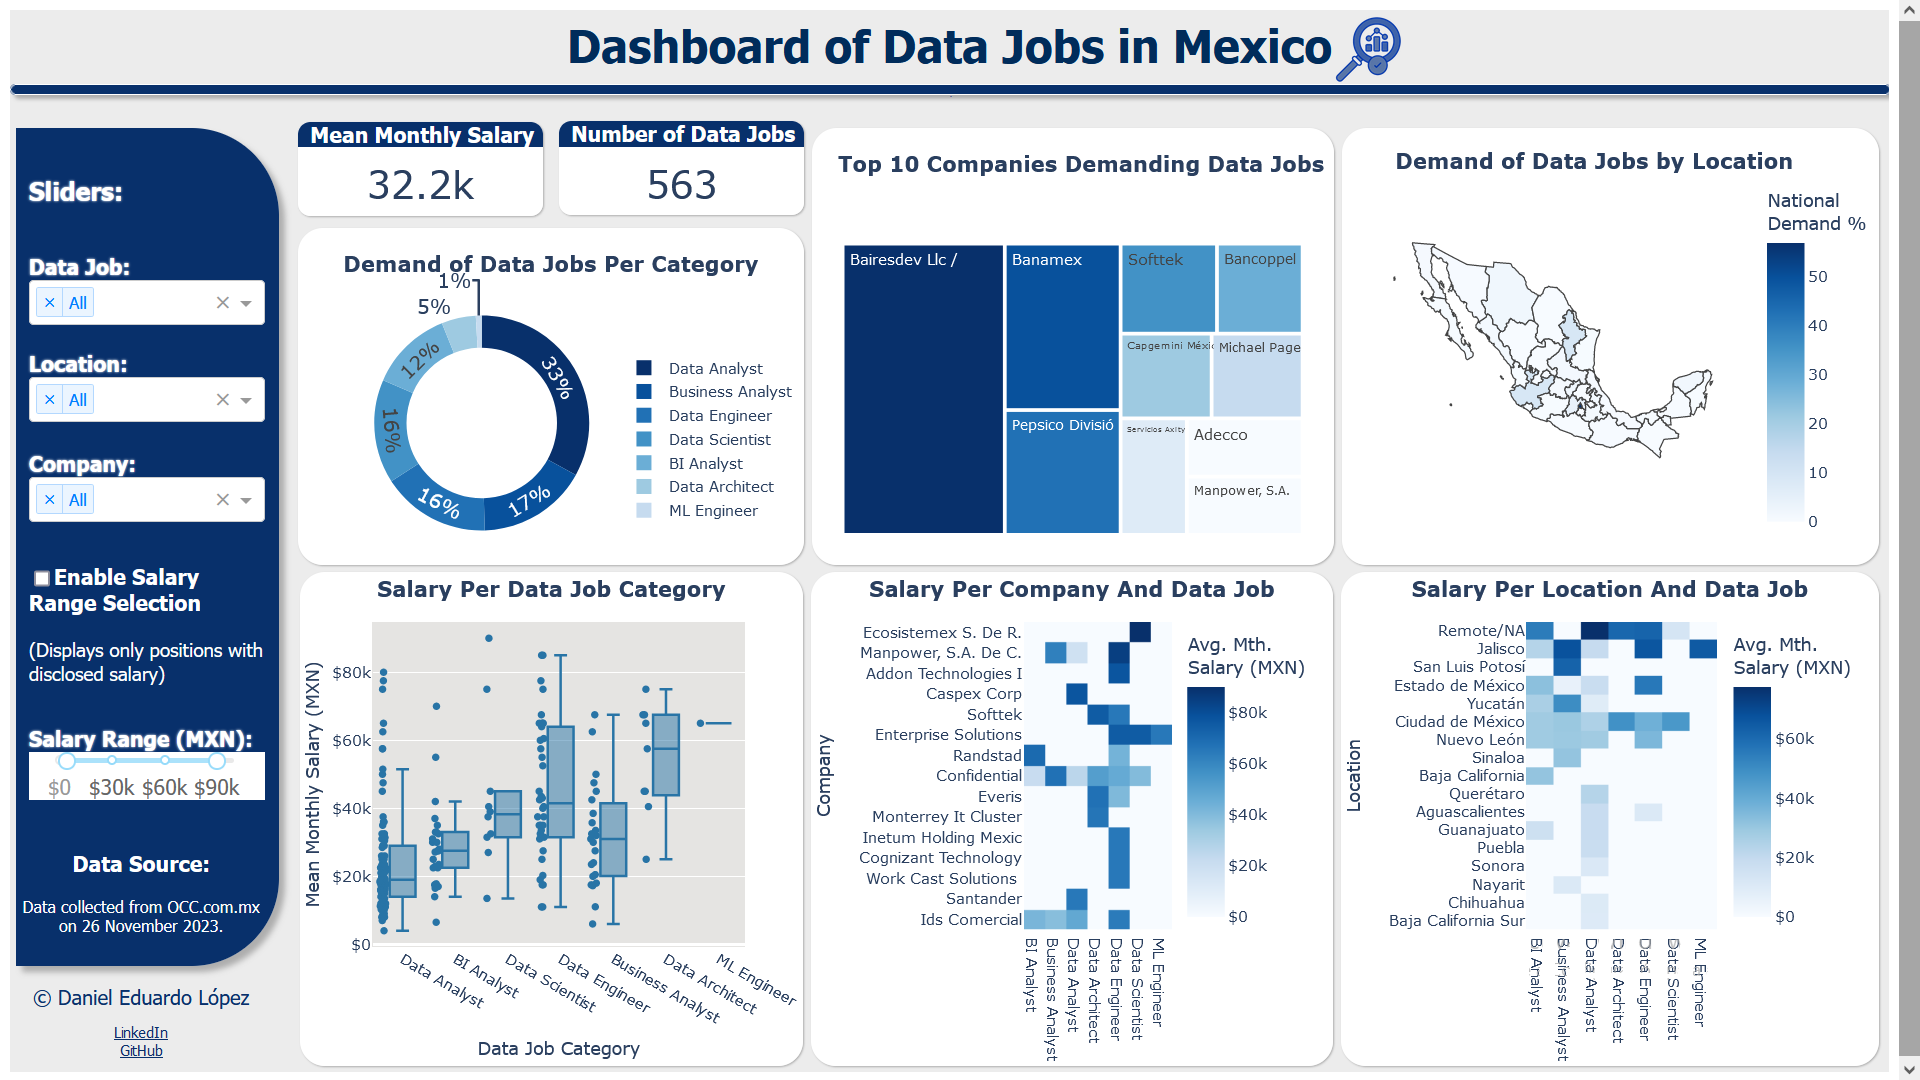 Dashboard of Data Jobs in Mexico
Sliders:
Data Job:
× All
Location:
× All
Company:
× All
Enable Salary
Range Selection
(Displays only positions with
disclosed salary)
Salary Range (MXN):
$0 $30k $60k $90k
Data Source:
Data collected from OCC.com.mx
on 26 November 2023.
© Daniel Eduardo López
LinkedIn
GitHub
Mean Monthly Salary
32.2k
Number of Data Jobs
563
Demand of Data Jobs Per Category
1%
5%
12%
33%
16%
16%
17%
Data Analyst
Business Analyst
Data Engineer
Data Scientist
BI Analyst
Data Architect
ML Engineer
Top 10 Companies Demanding Data Jobs
Bairesdev Llc /
Banamex
Softtek
Bancoppel
Capgemini Méxic
Michael Page
Pepsico Divisió
Servicios Axity
Adecco
Manpower, S.A.
Demand of Data Jobs by Location
National
Demand %
50
40
30
20
10
0
Salary Per Data Job Category
Mean Monthly Salary (MXN)
$80k
$60k
$40k
$20k
$0
Data Analyst
BI Analyst
Data Scientist
Data Engineer
Business Analyst
Data Architect
ML Engineer
Data Job Category
Salary Per Company And Data Job
Company
Ecosistemex S. De R.
Manpower, S.A. De C.
Addon Technologies I
Caspex Corp
Softtek
Enterprise Solutions
Randstad
Confidential
Everis
Monterrey It Cluster
Inetum Holding Mexic
Cognizant Technology
Work Cast Solutions
Santander
Ids Comercial
BI Analyst
Business Analyst
Data Analyst
Data Architect
Data Engineer
Data Scientist
ML Engineer
Avg. Mth.
Salary (MXN)
$80k
$60k
$40k
$20k
$0
Salary Per Location And Data Job
Location
Remote/NA
Jalisco
San Luis Potosí
Estado de México
Yucatán
Ciudad de México
Nuevo León
Sinaloa
Baja California
Querétaro
Aguascalientes
Guanajuato
Puebla
Sonora
Nayarit
Chihuahua
Baja California Sur
BI Analyst
Business Analyst
Data Analyst
Data Architect
Data Engineer
Data Scientist
ML Engineer
Avg. Mth.
Salary (MXN)
$60k
$40k
$20k
$0